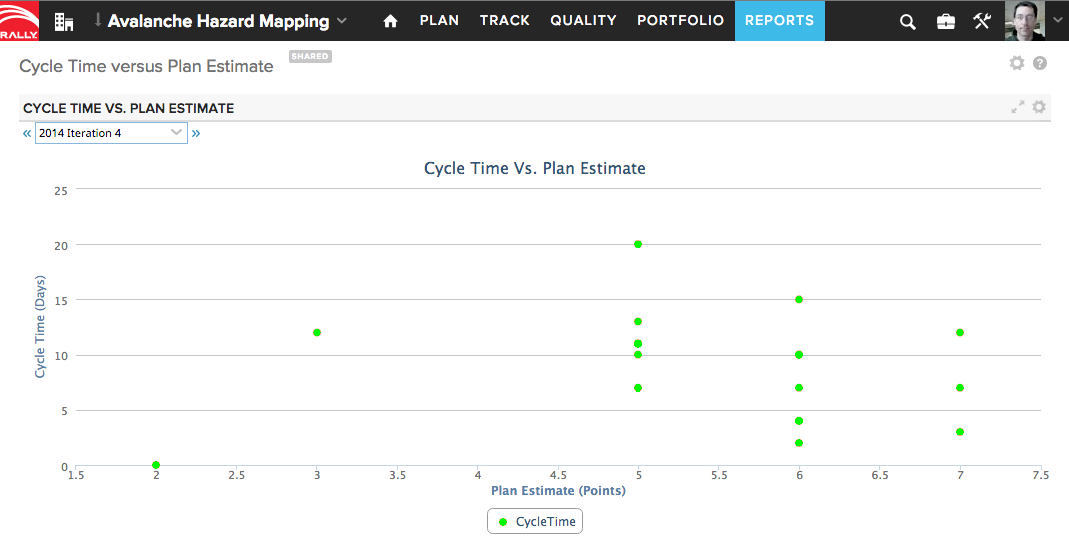 RALLY Avalanche Hazard Mapping PLAN TRACK QUALITY PORTFOLIO REPORTS
Cycle Time versus Plan Estimate SHARED
CYCLE TIME VS. PLAN ESTIMATE
« 2014 Iteration 4 »
Cycle Time Vs. Plan Estimate
Cycle Time (Days)
25
20
15
10
5
0
1.5 2 2.5 3 3.5 4 4.5 5 5.5 6 6.5 7 7.5
Plan Estimate (Points)
CycleTime